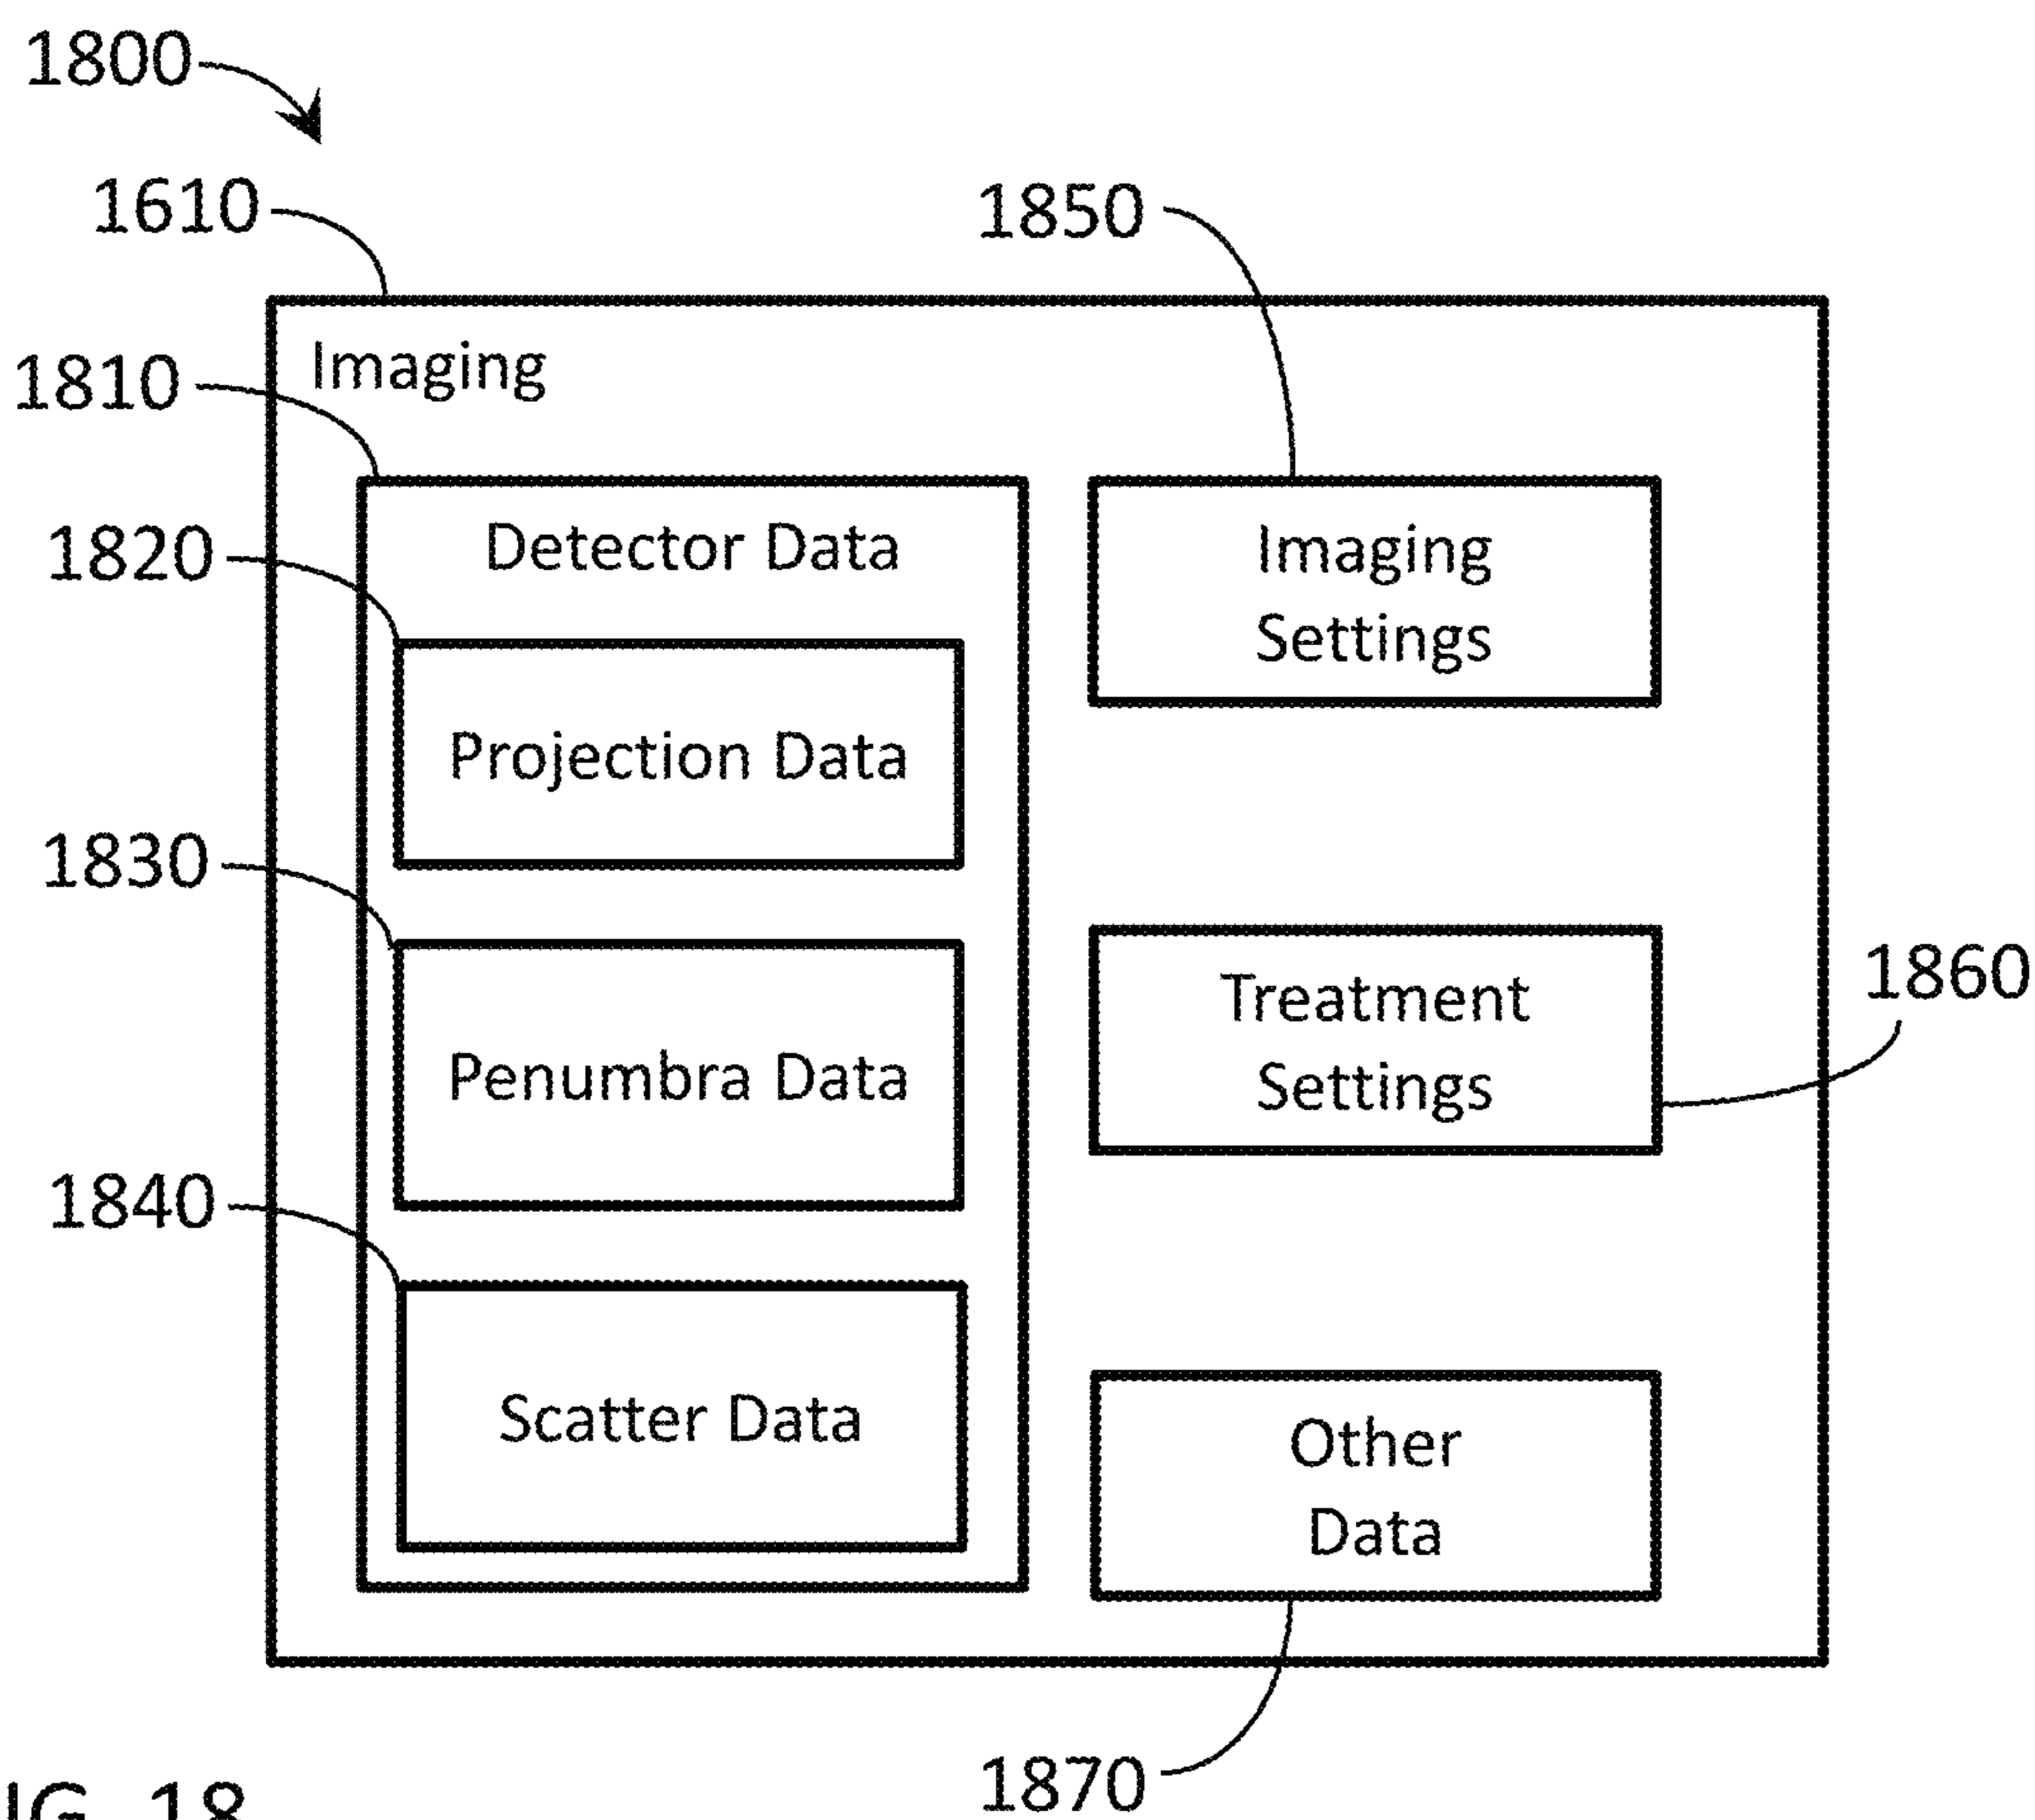 1800
1610
1850
Imaging
1810
Detector Data
1820
Imaging
Settings
Projection Data
1830
Treatment
Settings
1860
Penumbra Data
1840
Scatter Data
Other
Data
1870
18